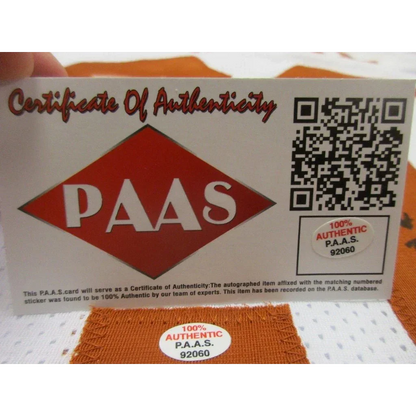 Certificate Of Authenticity
PAAS
100%
AUTHENTIC
P.A.A.S.
92060
This P.A.A.S.card will serve as a Certificate of Authenticity:The autographed item affixed with the matching numbered
sticker was found to be 100% Authentic by our team of experts. This item has been recorded on the P.A.A.S. database.
100%
AUTHENTIC
P.A.A.S.
92060